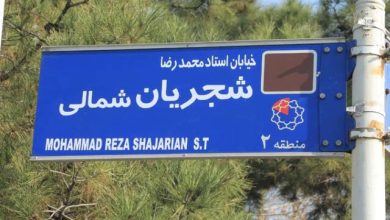 خیابان استاد محمد رضا
شجریان شمالی
منطقه ۲
MOHAMMAD REZA SHAJARIAN S.T